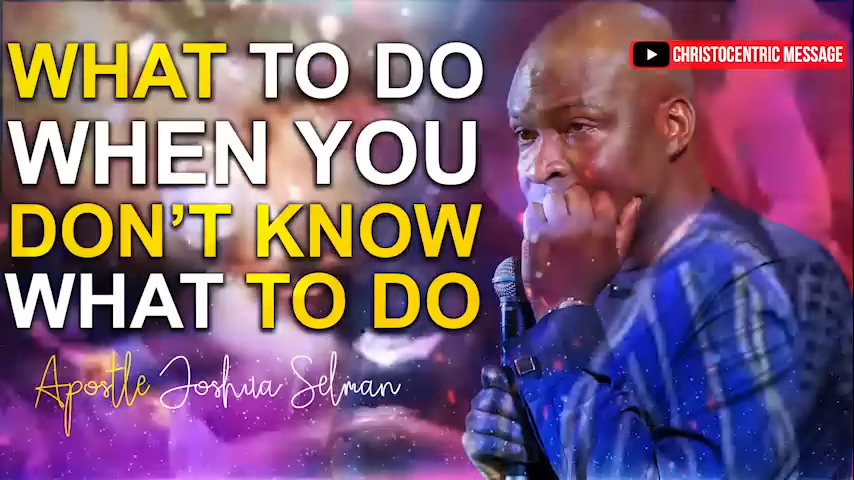 WHAT TO DO
WHEN YOU
DON'T KNOW
WHAT TO DO
Apostle Joshua Selman
CHRISTOCENTRIC MESSAGE